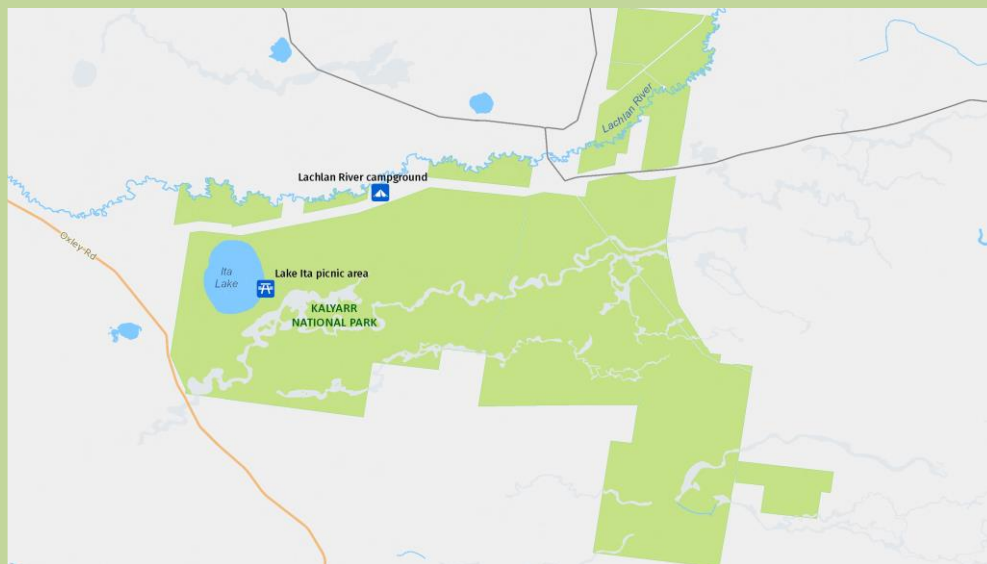 Lachlan River
Lachlan River campground
Oxley Rd
Ita
Lake
Lake Ita picnic area
KALYARR
NATIONAL PARK